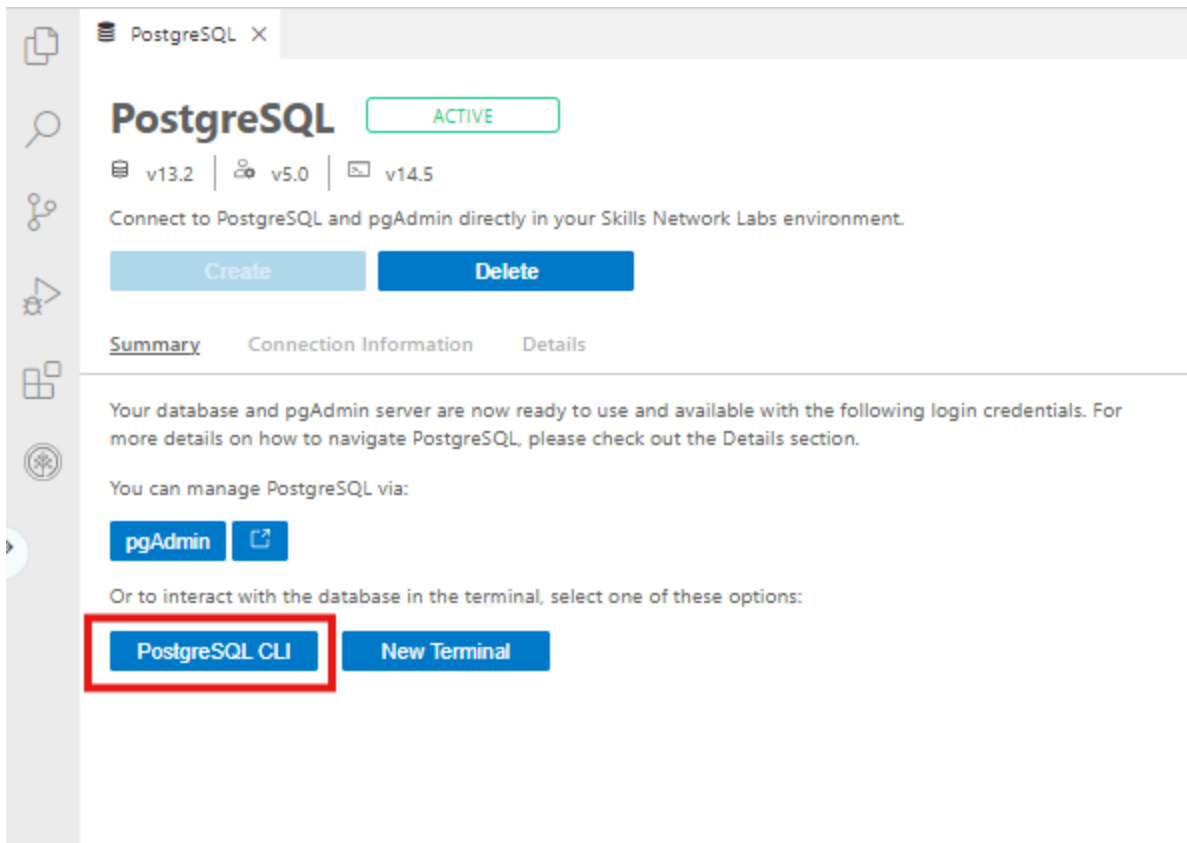 PostgreSQL
PostgreSQL ACTIVE
v13.2 v5.0 v14.5
Connect to PostgreSQL and pgAdmin directly in your Skills Network Labs environment.
Create Delete
Summary Connection Information Details
Your database and pgAdmin server are now ready to use and available with the following login credentials. For
more details on how to navigate PostgreSQL, please check out the Details section.
You can manage PostgreSQL via:
pgAdmin
Or to interact with the database in the terminal, select one of these options:
PostgreSQL CLI New Terminal